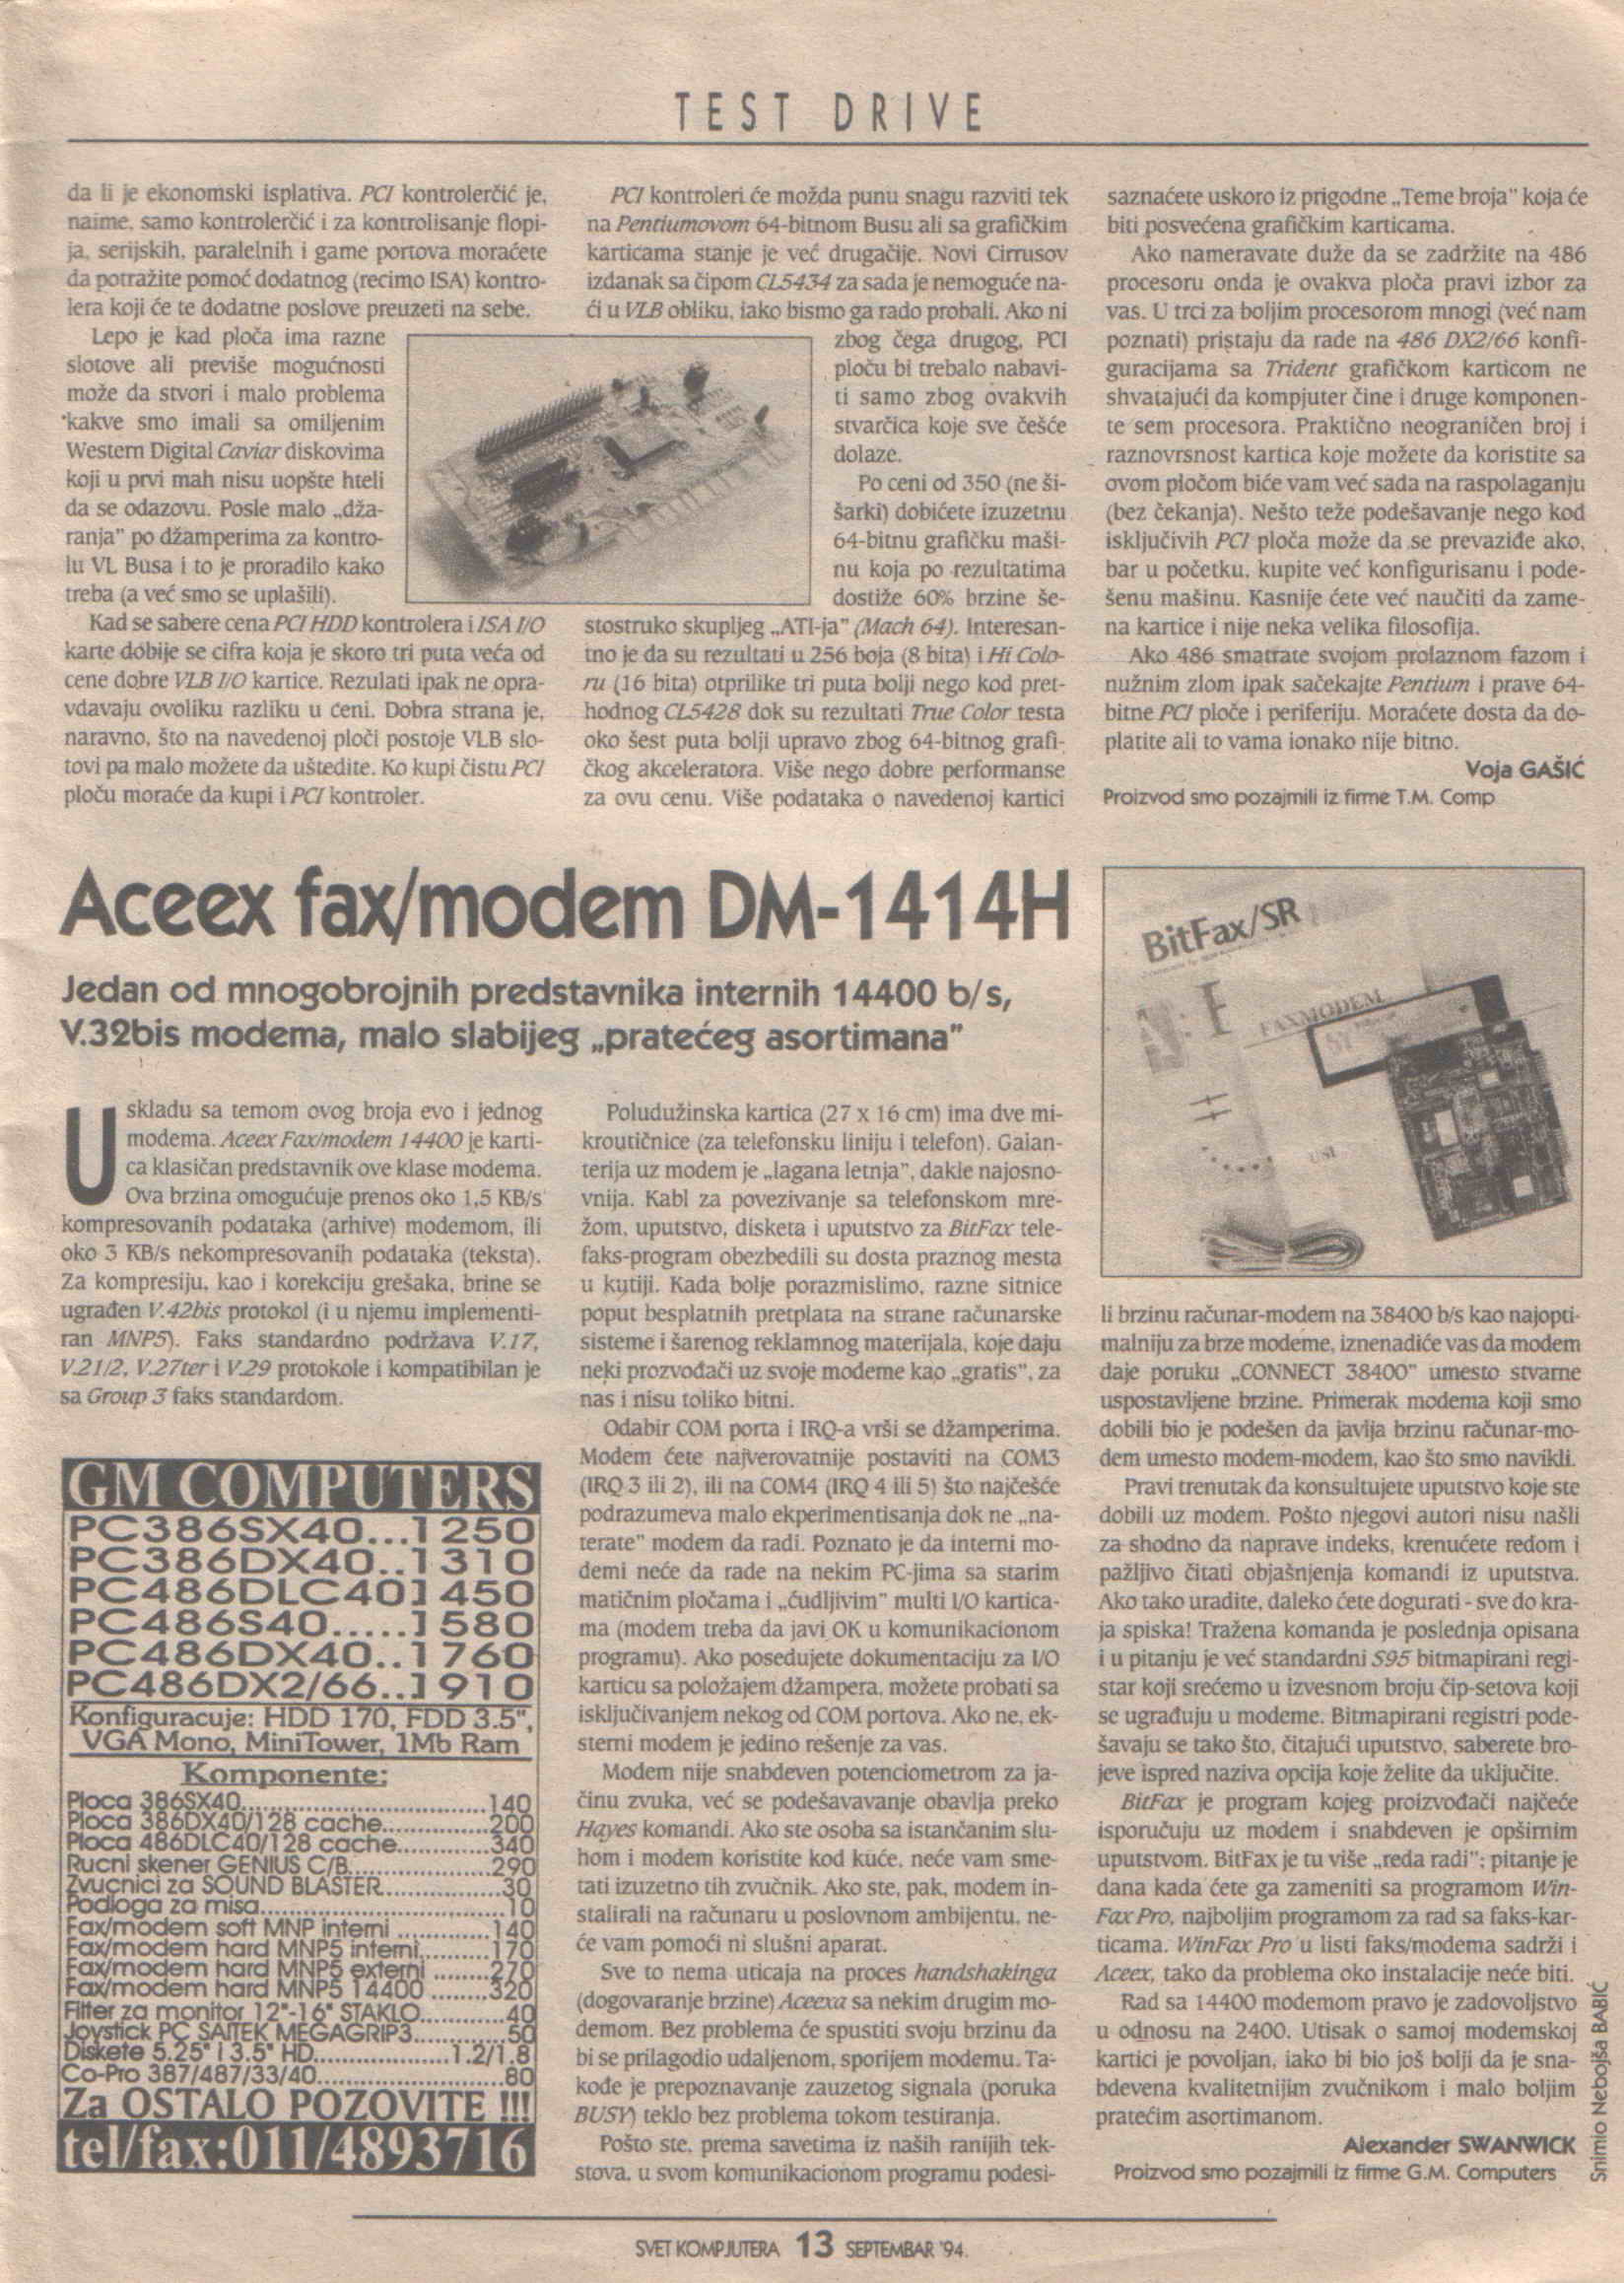 TEST DRIVE
da li je ekonomski isplativa. PCI kontrolerčić je,
naime, samo kontrolerčić i za kontrolisanje flopi-
ja, serijskih, paralelnih i game portova moraćete
da potražite pomoć dodatnog (recimo ISA) kontro-
lera koji će te dodatne poslove preuzeti na sebe.
Lepo je kad ploča ima razne
slotove ali previše mogućnosti
može da stvori i malo problema
kakve smo imali sa omiljenim
Western Digital Caviar diskovima
koji u prvi mah nisu uopšte hteli
da se odazovu. Posle malo „dža-
ranja” po džamperima za kontro-
lu VL Busa i to je proradilo kako
treba (a već smo se uplašili).
Kad se sabere cena PCI HDD kontrolera i ISA I/O
karte dobije se cifra koja je skoro tri puta veća od
cene dobre VLB I/O kartice. Rezulati ipak ne opra-
vdavaju ovoliku razliku u ceni. Dobra strana je,
naravno, što na navedenoj ploči postoje VLB slo-
tovi pa malo možete da uštedite. Ko kupi čistu PCI
ploču moraće da kupi i PCI kontroler.
PCI kontroleri će možda punu snagu razviti tek
na Pentiumovom 64-bitnom Busu ali sa grafičkim
karticama stanje je već drugačije. Novi Cirrusov
izdanak sa čipom CL5434 za sada je nemoguće na-
ći u VLB obliku, iako bismo ga rado probali. Ako ni
zbog čega drugog, PCI
ploču bi trebalo nabavi-
ti samo zbog ovakvih
stvarčica koje sve češće
dolaze.
Po ceni od 350 (ne ši-
šarki) dobićete izuzetnu
64-bitnu grafičku maši-
nu koja po rezultatima
dostiže 60% brzine še-
stostruko skupljeg „ATI-ja” (Mach 64). Interesan-
tno je da su rezultati u 256 boja (8 bita) i Hi Colo-
ru (16 bita) otprilike tri puta bolji nego kod pret-
hodnog CL5428 dok su rezultati True Color testa
oko šest puta bolji upravo zbog 64-bitnog grafi-
čkog akceleratora. Više nego dobre performanse
za ovu cenu. Više podataka o navedenoj kartici
saznaćete uskoro iz prigodne „Teme broja” koja će
biti posvećena grafičkim karticama.
Ako nameravate duže da se zadržite na 486
procesoru onda je ovakva ploča pravi izbor za
vas. U trci za boljim procesorom mnogi (već nam
poznati) pristaju da rade na 486 DX2/66 konfi-
guracijama sa Trident grafičkom karticom ne
shvatajući da kompjuter čine i druge komponen-
te sem procesora. Praktično neograničen broj i
raznovrsnost kartica koje možete da koristite sa
ovom pločom biće vam već sada na raspolaganju
(bez čekanja). Nešto teže podešavanje nego kod
isključivih PCI ploča može da se prevaziđe ako,
bar u početku, kupite već konfigurisanu i pode-
šenu mašinu. Kasnije ćete već naučiti da zame-
na kartice i nije neka velika filosofija.
Ako 486 smatrate svojom prolaznom fazom i
nužnim zlom ipak sačekajte Pentium i prave 64-
bitne PCI ploče i periferiju. Moraćete dosta da do-
platite ali to vama ionako nije bitno.
Voja GAŠIĆ
Proizvod smo pozajmili iz firme T.M. Comp
Aceex fax/modem DM-1414H
Jedan od mnogobrojnih predstavnika internih 14400 b/s,
V.32bis modema, malo slabijeg „pratećeg asortimana”
BitFax/SR
FAXMODEM
U skladu sa temom ovog broja evo i jednog
modema. Aceex Fax/modem 14400 je karti-
ca klasičan predstavnik ove klase modema.
Ova brzina omogućuje prenos oko 1,5 KB/s
kompresovanih podataka (arhive) modemom, ili
oko 3 KB/s nekompresovanih podataka (teksta).
Za kompresiju, kao i korekciju grešaka, brine se
ugrađen V.42bis protokol (i u njemu implementi-
ran MNP5). Faks standardno podržava V.17,
V.21/2, V.27ter i V.29 protokole i kompatibilan je
sa Group 3 faks standardom.
GM COMPUTERS
PC386SX40...1250
PC386DX40..1310
PC486DLC401450
PC486S40.....1580
PC486DX40..1760
PC486DX2/66..1910
Konfiguracuje: HDD 170, FDD 3.5",
VGA Mono, MiniTower, 1Mb Ram
Komponente:
Ploca 386SX40...............................140
Ploca 386DX40/128 cache..............200
Ploca 486DLC40/128 cache............340
Rucni skener GENIUS C/B.................290
Zvucnici za SOUND BLASTER..............30
Podloga za misa................................10
Fax/modem soft MNP interni ............140
Fax/modem hard MNP5 interni.........170
Fax/modem hard MNP5 externi ........270
Fax/modem hard MNP5 14400 ........320
Filter za monitor 12"-16" STAKLO..........40
Joystick PC SAITEK MEGAGRIP3...........50
Diskete 5.25" i 3.5" HD.................1.2/1.8
Co-Pro 387/487/33/40.......................80
Za OSTALO POZOVITE !!!
tel/fax:011/4893716
Poludužinska kartica (27 x 16 cm) ima dve mi-
kroutičnice (za telefonsku liniju i telefon). Galan-
terija uz modem je „lagana letnja”, dakle najosno-
vnija. Kabl za povezivanje sa telefonskom mre-
žom, uputstvo, disketa i uputstvo za BitFax tele-
faks-program obezbedili su dosta praznog mesta
u kutiji. Kada bolje porazmislimo, razne sitnice
poput besplatnih pretplata na strane računarske
sisteme i šarenog reklamnog materijala, koje daju
neki prozvođači uz svoje modeme kao „gratis”, za
nas i nisu toliko bitni.
Odabir COM porta i IRQ-a vrši se džamperima.
Modem ćete najverovatnije postaviti na COM3
(IRQ 3 ili 2), ili na COM4 (IRQ 4 ili 5) što najčešće
podrazumeva malo ekperimentisanja dok ne „na-
terate” modem da radi. Poznato je da interni mo-
demi neće da rade na nekim PC-jima sa starim
matičnim pločama i „ćudljivim” multi I/O kartica-
ma (modem treba da javi OK u komunikacionom
programu). Ako posedujete dokumentaciju za I/O
karticu sa položajem džampera, možete probati sa
isključivanjem nekog od COM portova. Ako ne, ek-
sterni modem je jedino rešenje za vas.
Modem nije snabdeven potenciometrom za ja-
činu zvuka, već se podešavavanje obavlja preko
Hayes komandi. Ako ste osoba sa istančanim slu-
hom i modem koristite kod kuće, neće vam sme-
tati izuzetno tih zvučnik. Ako ste, pak, modem in-
stalirali na računaru u poslovnom ambijentu, ne-
će vam pomoći ni slušni aparat.
Sve to nema uticaja na proces handshakinga
(dogovaranje brzine) Aceexa sa nekim drugim mo-
demom. Bez problema će spustiti svoju brzinu da
bi se prilagodio udaljenom, sporijem modemu. Ta-
kođe je prepoznavanje zauzetog signala (poruka
BUSY) teklo bez problema tokom testiranja.
Pošto ste, prema savetima iz naših ranijih tek-
stova, u svom komunikacionom programu podesi-
li brzinu računar-modem na 38400 b/s kao najopti-
malniju za brze modeme, iznenadiće vas da modem
daje poruku „CONNECT 38400” umesto stvarne
uspostavljene brzine. Primerak modema koji smo
dobili bio je podešen da javlja brzinu računar-mo-
dem umesto modem-modem, kao što smo navikli.
Pravi trenutak da konsultujete uputstvo koje ste
dobili uz modem. Pošto njegovi autori nisu našli
za shodno da naprave indeks, krenućete redom i
pažljivo čitati objašnjenja komandi iz uputstva.
Ako tako uradite, daleko ćete dogurati - sve do kra-
ja spiska! Tražena komanda je poslednja opisana
i u pitanju je već standardni S95 bitmapirani regi-
star koji srećemo u izvesnom broju čip-setova koji
se ugrađuju u modeme. Bitmapirani registri pode-
šavaju se tako što, čitajući uputstvo, saberete bro-
jeve ispred naziva opcija koje želite da uključite.
BitFax je program kojeg proizvođači najčeće
isporučuju uz modem i snabdeven je opširnim
uputstvom. BitFax je tu više „reda radi”; pitanje je
dana kada ćete ga zameniti sa programom Win-
Fax Pro, najboljim programom za rad sa faks-kar-
ticama. WinFax Pro u listi faks/modema sadrži i
Aceex, tako da problema oko instalacije neće biti.
Rad sa 14400 modemom pravo je zadovoljstvo
u odnosu na 2400. Utisak o samoj modemskoj
kartici je povoljan, iako bi bio još bolji da je sna-
bdevena kvalitetnijim zvučnikom i malo boljim
pratećim asortimanom.
Alexander SWANWICK
Proizvod smo pozajmili iz firme G.M. Computers
Snimio Nebojša BABIĆ
SVET KOMPJUTERA 13 SEPTEMBAR '94.